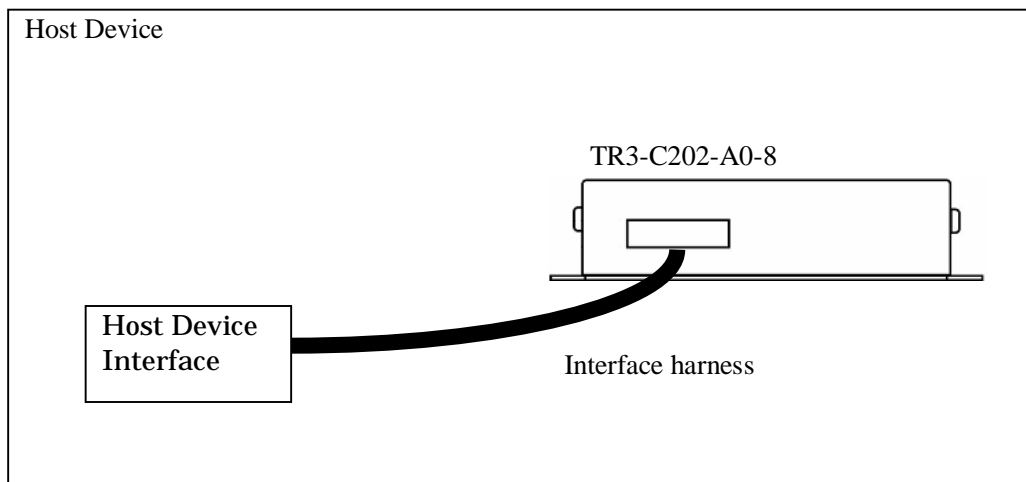 Host Device
TR3-C202-A0-8
Host Device
Interface
Interface harness